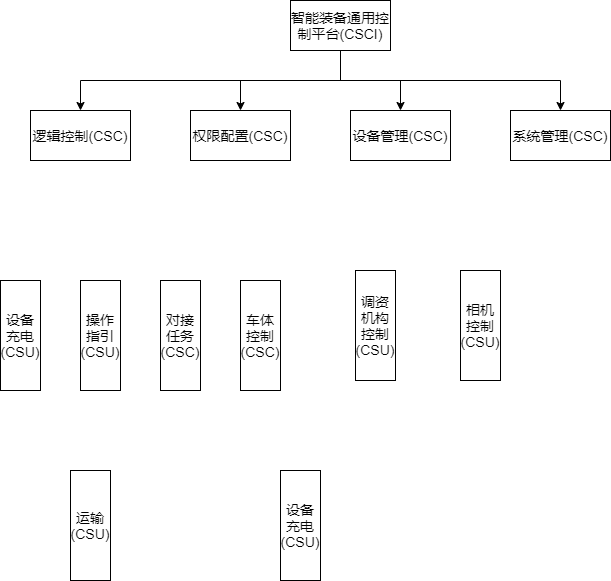 智能装备通用控
制平台(CSCI)
逻辑控制(CSC)
权限配置(CSC)
设备管理(CSC)
系统管理(CSC)
设备
充电
(CSU)
操作
指引
(CSU)
对接
任务
(CSC)
车体
控制
(CSC)
调资
机构
控制
(CSU)
相机
控制
(CSU)
运输
(CSU)
设备
充电
(CSU)